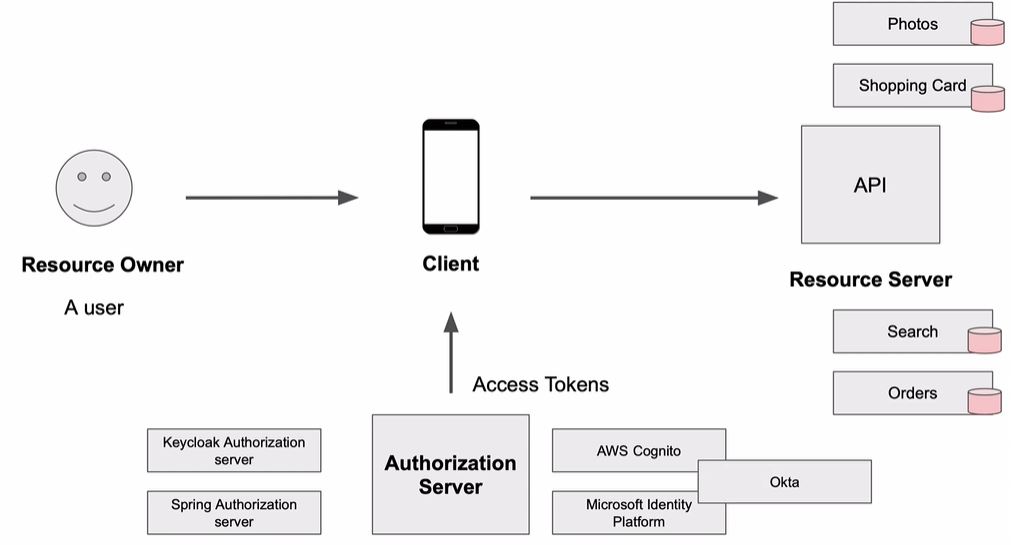 Photos
Shopping Card
API
Resource Owner
Client
Resource Server
A user
Search
Access Tokens
Orders
Keycloak Authorization
server
Authorization
Server
AWS Cognito
Okta
Spring Authorization
server
Microsoft Identity
Platform